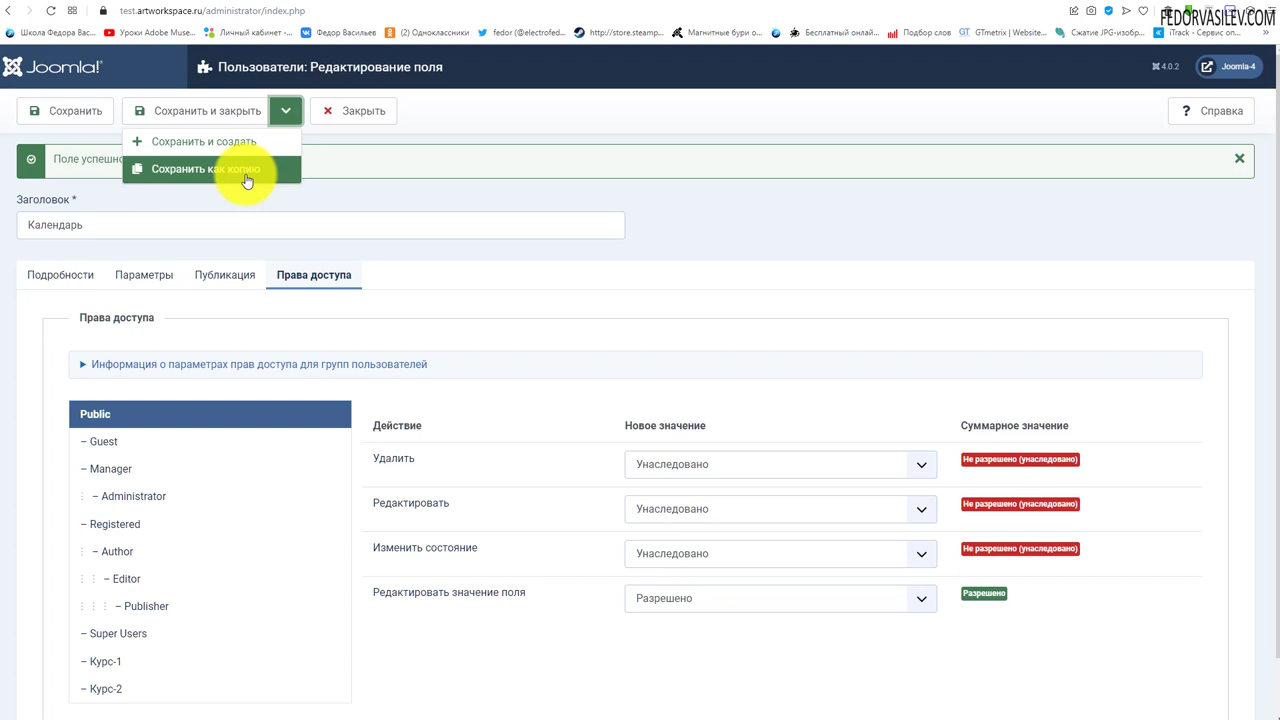 test.artworkspace.ru/administrator/index.php
FEDORVASILEV.COM
Школа Федора Вас...
Уроки Adobe Muse...
Личный кабинет -...
Федор Васильев
(2) Одноклассники
fedor (@electrofed...
http://store.steamp...
Магнитные бури о...
Бесплатный онлай...
Подбор слов
GTmetrix | Website...
Сжатие JPG-изобр...
iTrack - Сервис оп...
Joomla!
Пользователи: Редактирование поля
4.0.2
Joomla-4
Сохранить
Сохранить и закрыть
Закрыть
Справка
Сохранить и создать
Поле успешно
Сохранить как копию
Заголовок *
Календарь
Подробности
Параметры
Публикация
Права доступа
Права доступа
Информация о параметрах прав доступа для групп пользователей
Public
– Guest
– Manager
– Administrator
– Registered
– Author
– Editor
– Publisher
– Super Users
– Курс-1
– Курс-2
Действие
Новое значение
Суммарное значение
Удалить
Унаследовано
Не разрешено (унаследовано)
Редактировать
Унаследовано
Не разрешено (унаследовано)
Изменить состояние
Унаследовано
Не разрешено (унаследовано)
Редактировать значение поля
Разрешено
Разрешено